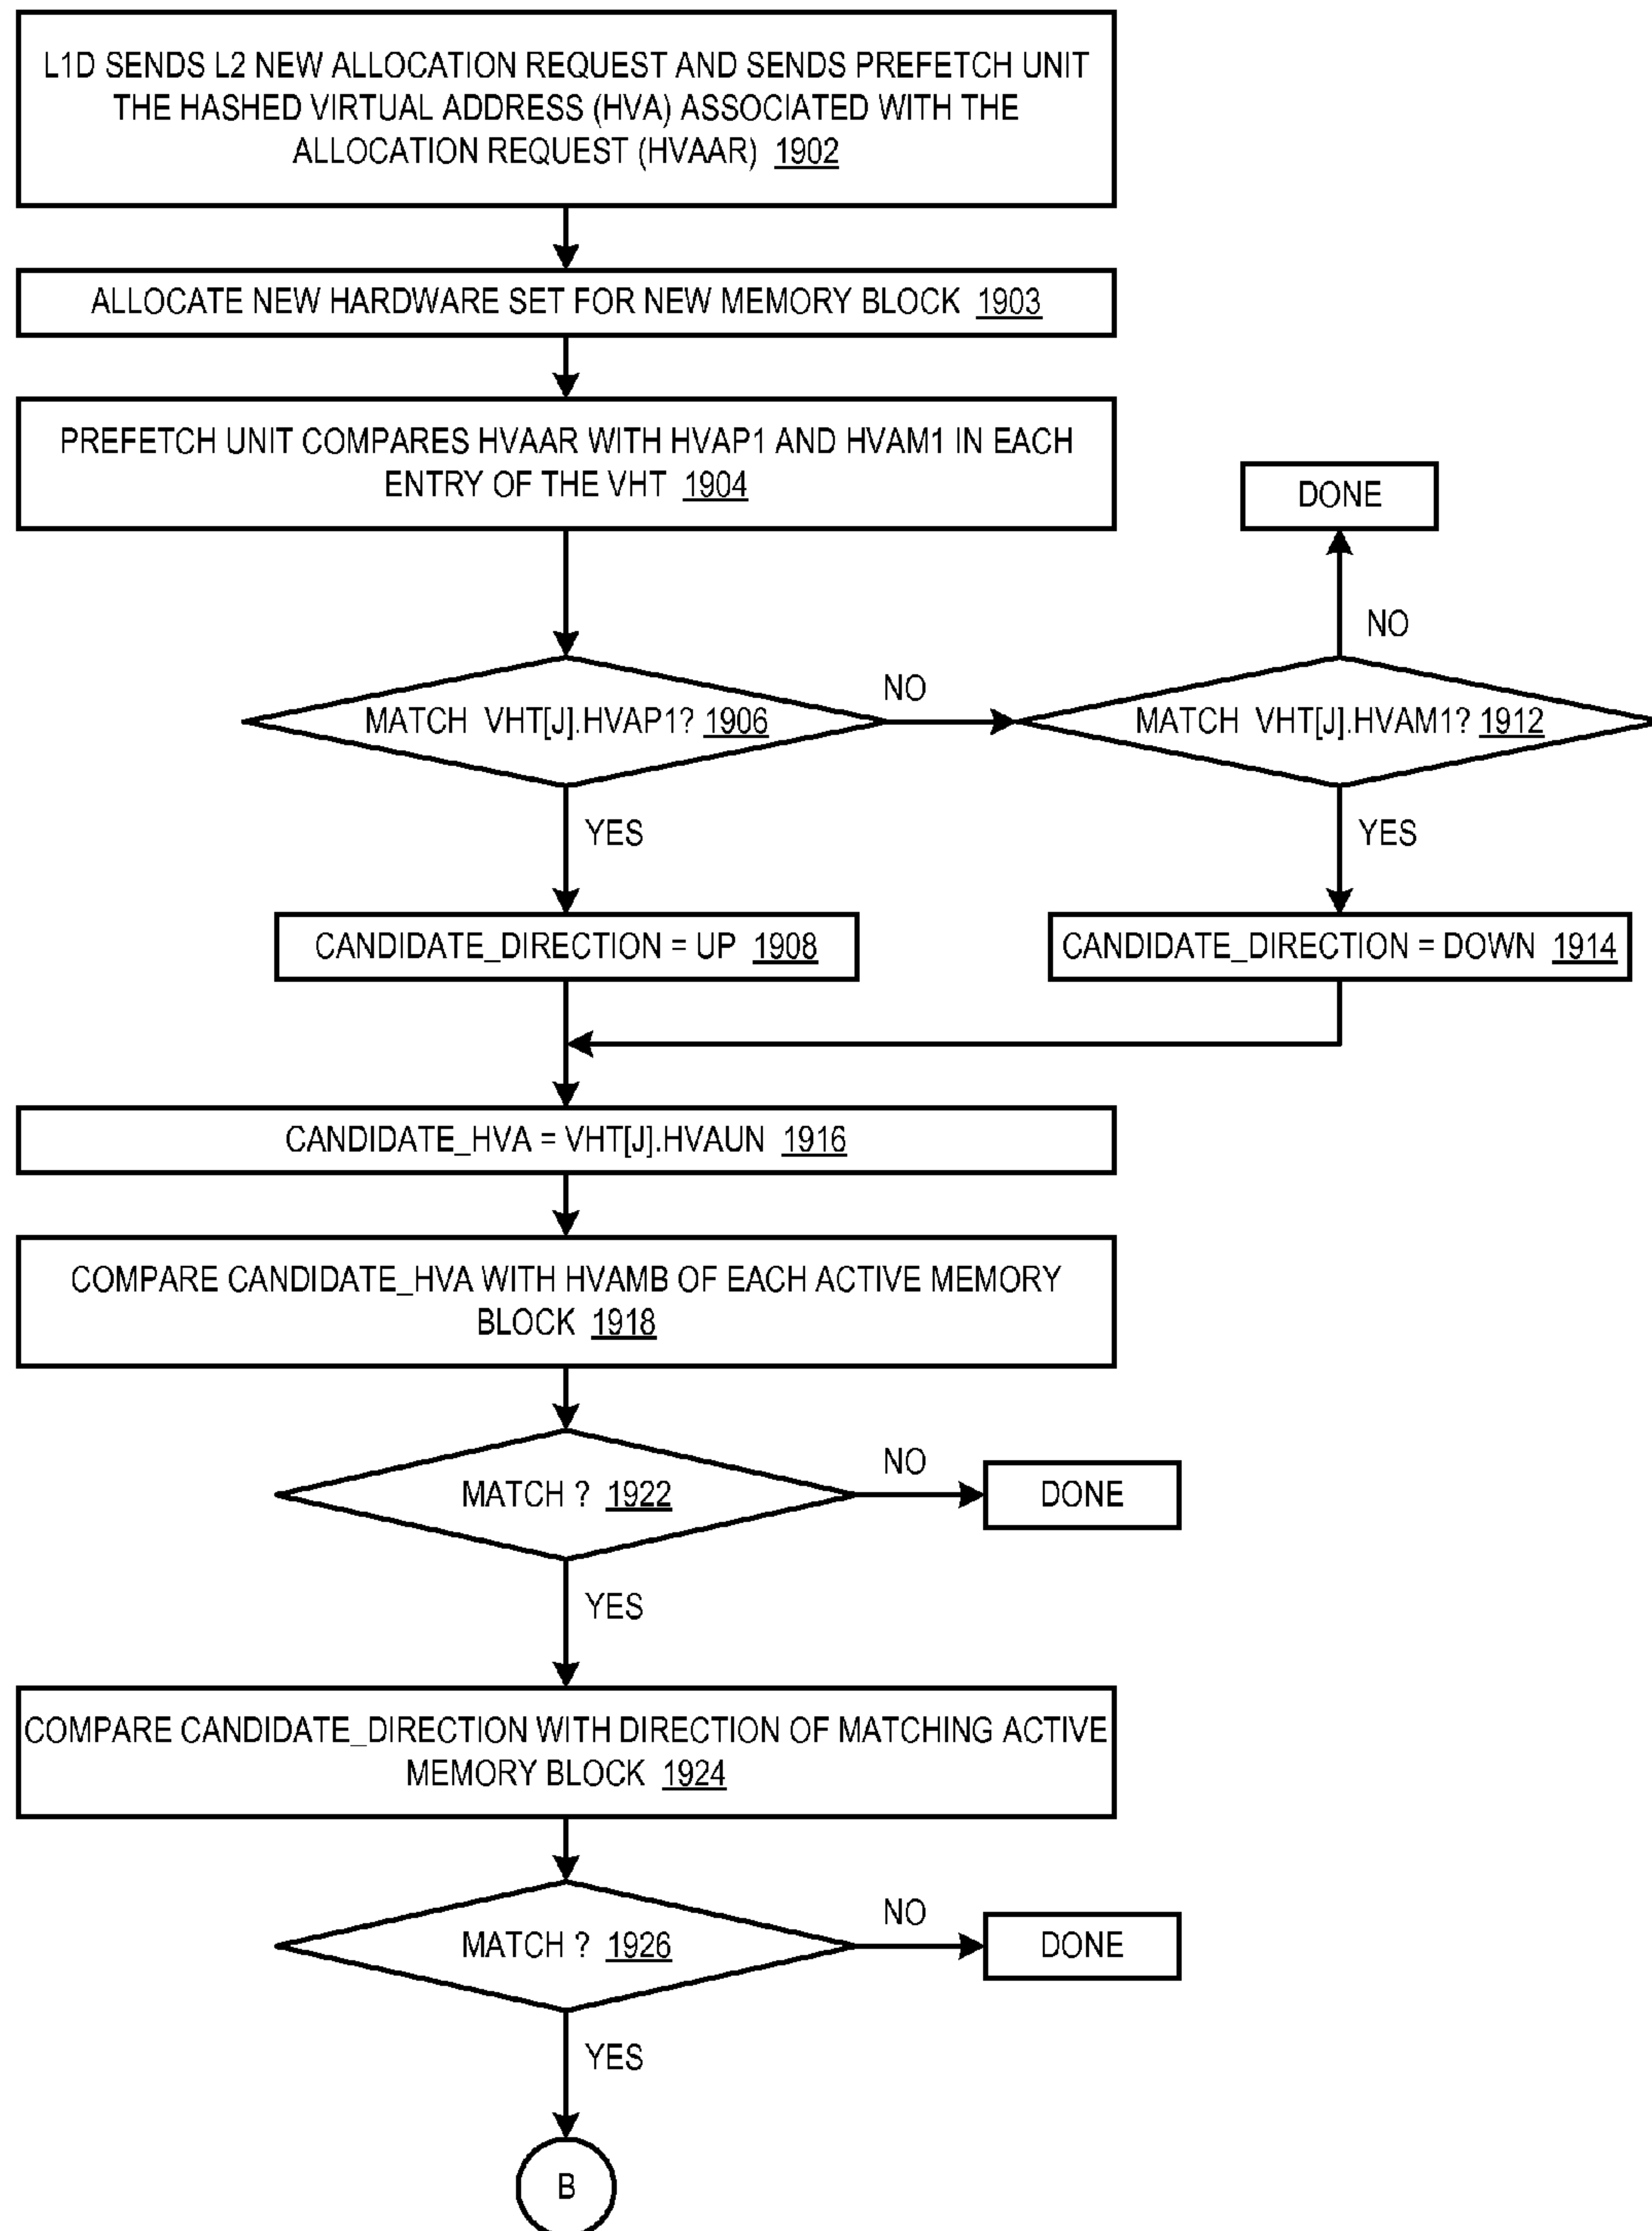 L1D SENDS L2 NEW ALLOCATION REQUEST AND SENDS PREFETCH UNIT
THE HASHED VIRTUAL ADDRESS (HVA) ASSOCIATED WITH THE
ALLOCATION REQUEST (HVAAR) 1902
ALLOCATE NEW HARDWARE SET FOR NEW MEMORY BLOCK 1903
PREFETCH UNIT COMPARES HVAAR WITH HVAP1 AND HVAM1 IN EACH
ENTRY OF THE VHT 1904
DONE
NO
MATCH VHT[J].HVAP1? 1906
NO
MATCH VHT[J].HVAM1? 1912
YES
YES
CANDIDATE_DIRECTION = UP 1908
CANDIDATE_DIRECTION = DOWN 1914
CANDIDATE_HVA = VHT[J].HVAUN 1916
COMPARE CANDIDATE_HVA WITH HVAMB OF EACH ACTIVE MEMORY
BLOCK 1918
MATCH ? 1922
NO
DONE
YES
COMPARE CANDIDATE_DIRECTION WITH DIRECTION OF MATCHING ACTIVE
MEMORY BLOCK 1924
MATCH ? 1926
NO
DONE
YES
B